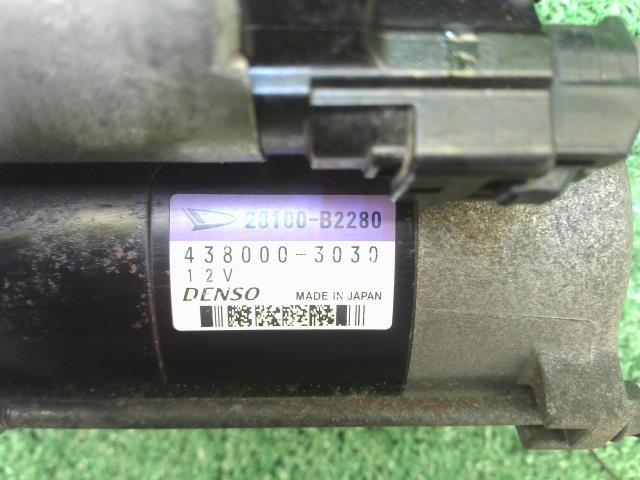 28100-B2280
438000-3030
12V
DENSO MADE IN JAPAN